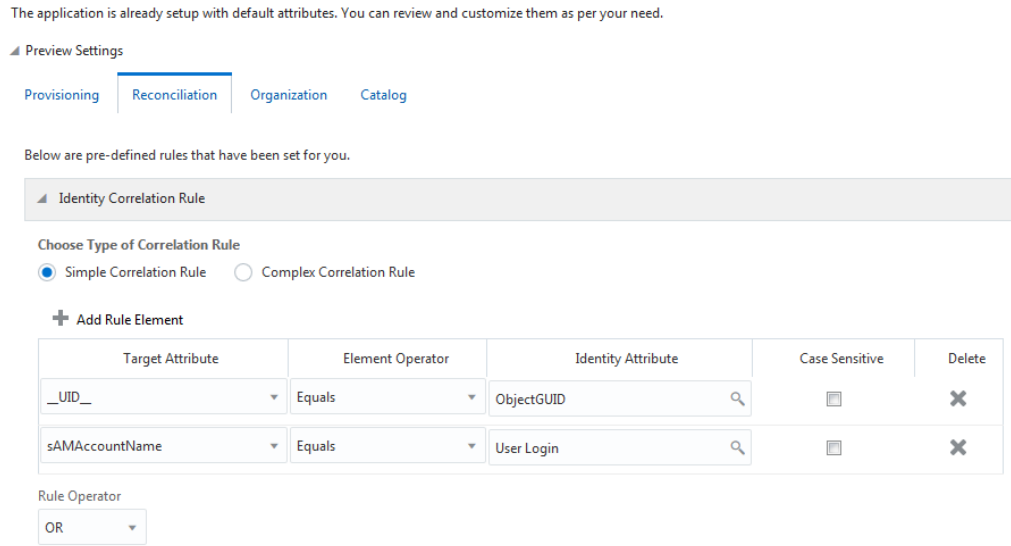 The application is already setup with default attributes. You can review and customize them as per your need.
Preview Settings
Provisioning Reconciliation Organization Catalog
Below are pre-defined rules that have been set for you.
Identity Correlation Rule
Choose Type of Correlation Rule
Simple Correlation Rule Complex Correlation Rule
Add Rule Element
Target Attribute Element Operator Identity Attribute Case Sensitive Delete
__UID__ Equals ObjectGUID
sAMAccountName Equals User Login
Rule Operator
OR